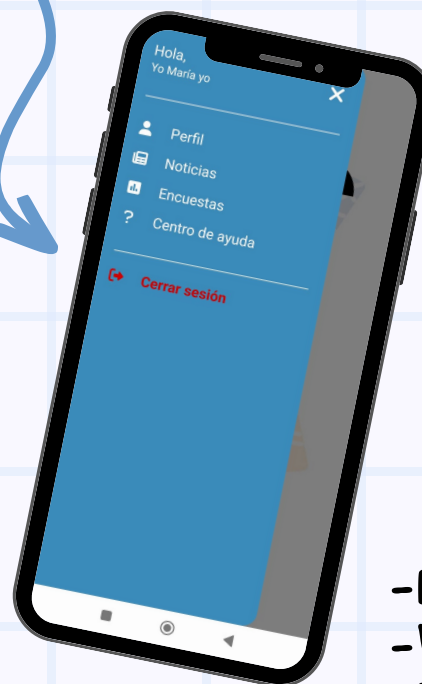 Hola,
Yo María yo
Perfil
Noticias
Encuestas
? Centro de ayuda
Cerrar sesión